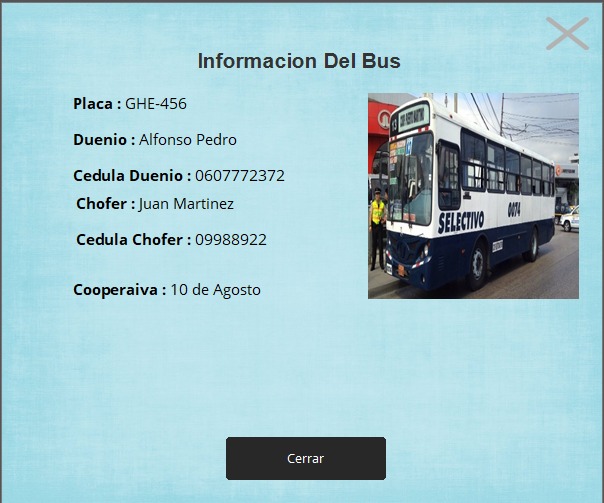 Informacion Del Bus
Placa : GHE-456
Duenio : Alfonso Pedro
Cedula Duenio : 0607772372
Chofer : Juan Martinez
Cedula Chofer : 09988922
Cooperaiva : 10 de Agosto
13
SELECTIVO
0074
Cerrar